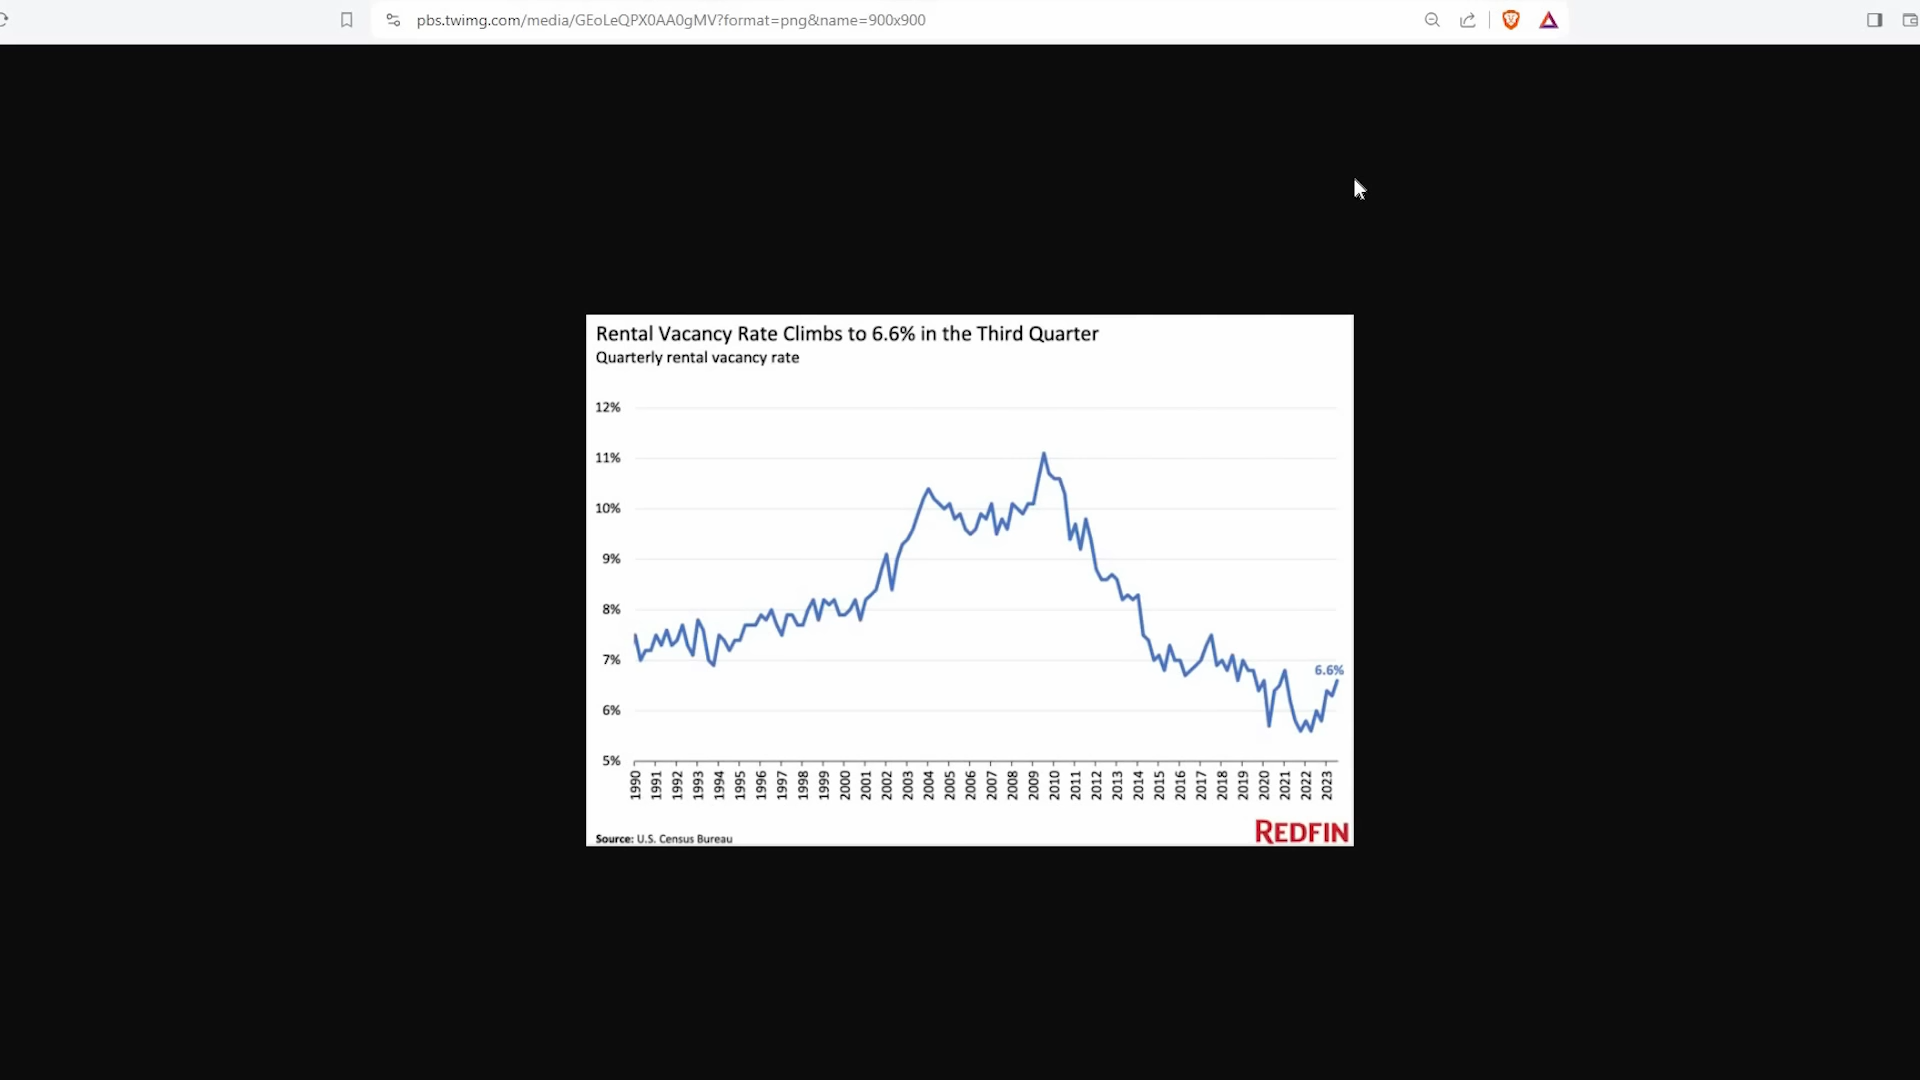 pbs.twimg.com/media/GEoLeQPX0AA0gMV?format=png&name=900x900
Rental Vacancy Rate Climbs to 6.6% in the Third Quarter
Quarterly rental vacancy rate
12%
11%
10%
9%
8%
7%
6%
5%
6.6%
1990 1991 1992 1993 1994 1995 1996 1997 1998 1999 2000 2001 2002 2003 2004 2005 2006 2007 2008 2009 2010 2011 2012 2013 2014 2015 2016 2017 2018 2019 2020 2021 2022 2023
Source: U.S. Census Bureau
REDFIN